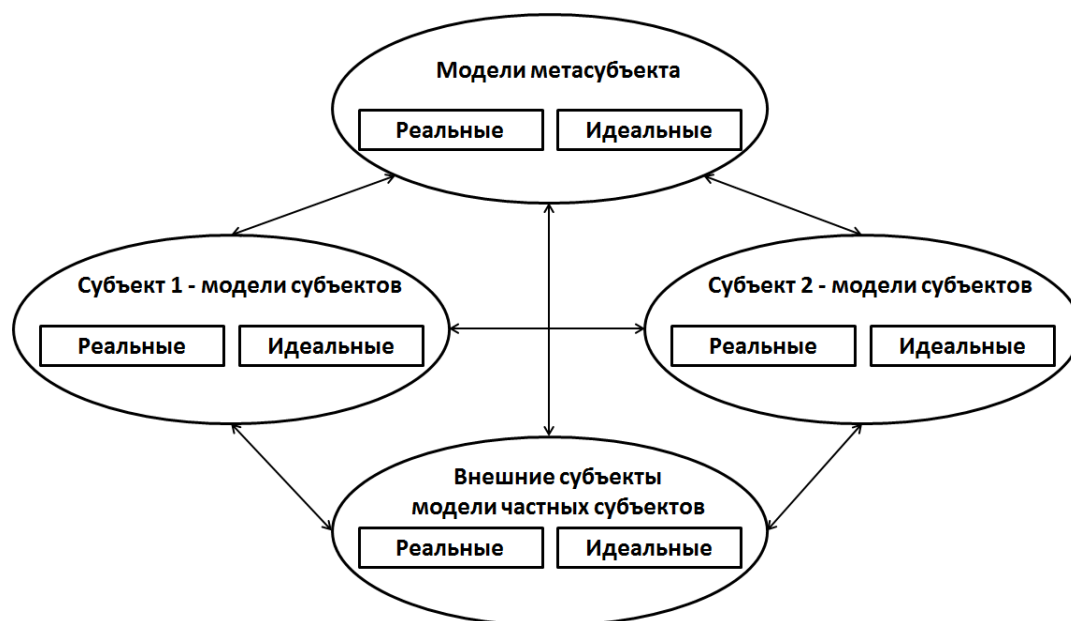 Модели метасубъекта
Реальные
Идеальные
Субъект 1 - модели субъектов
Реальные
Идеальные
Субъект 2 - модели субъектов
Реальные
Идеальные
Внешние субъекты
модели частных субъектов
Реальные
Идеальные